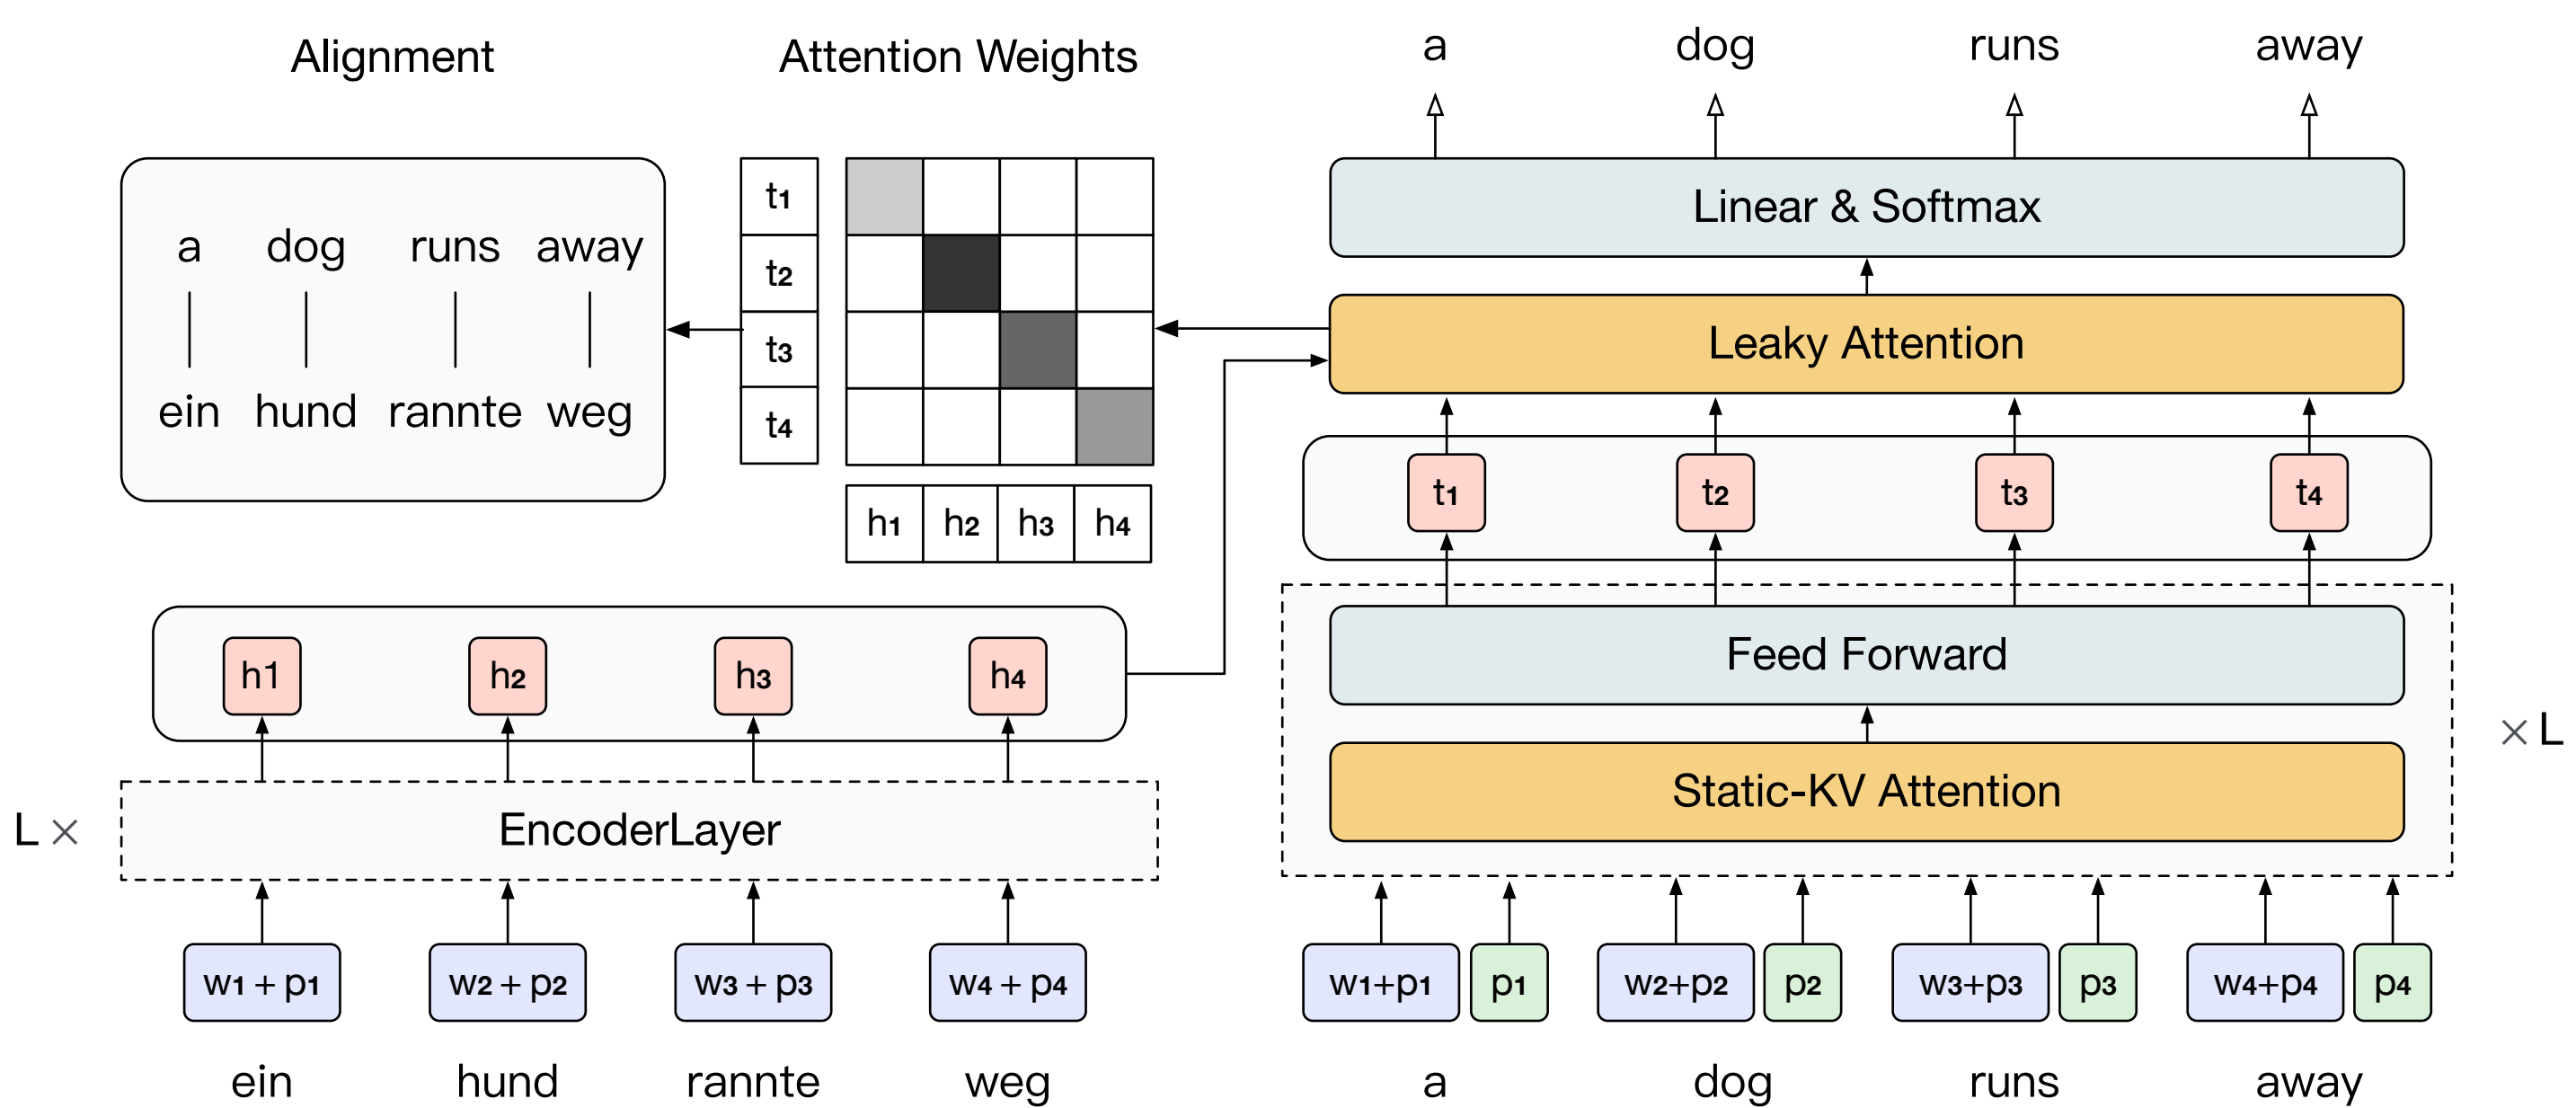 Alignment
a dog runs away
ein hund rannte weg
Attention Weights
t1
t2
t3
t4
h1 h2 h3 h4
h1 h2 h3 h4
L × EncoderLayer
w1 + p1 w2 + p2 w3 + p3 w4 + p4
ein hund rannte weg
a dog runs away
Linear & Softmax
Leaky Attention
t1 t2 t3 t4
Feed Forward
× L
Static-KV Attention
w1+p1 p1 w2+p2 p2 w3+p3 p3 w4+p4 p4
a dog runs away